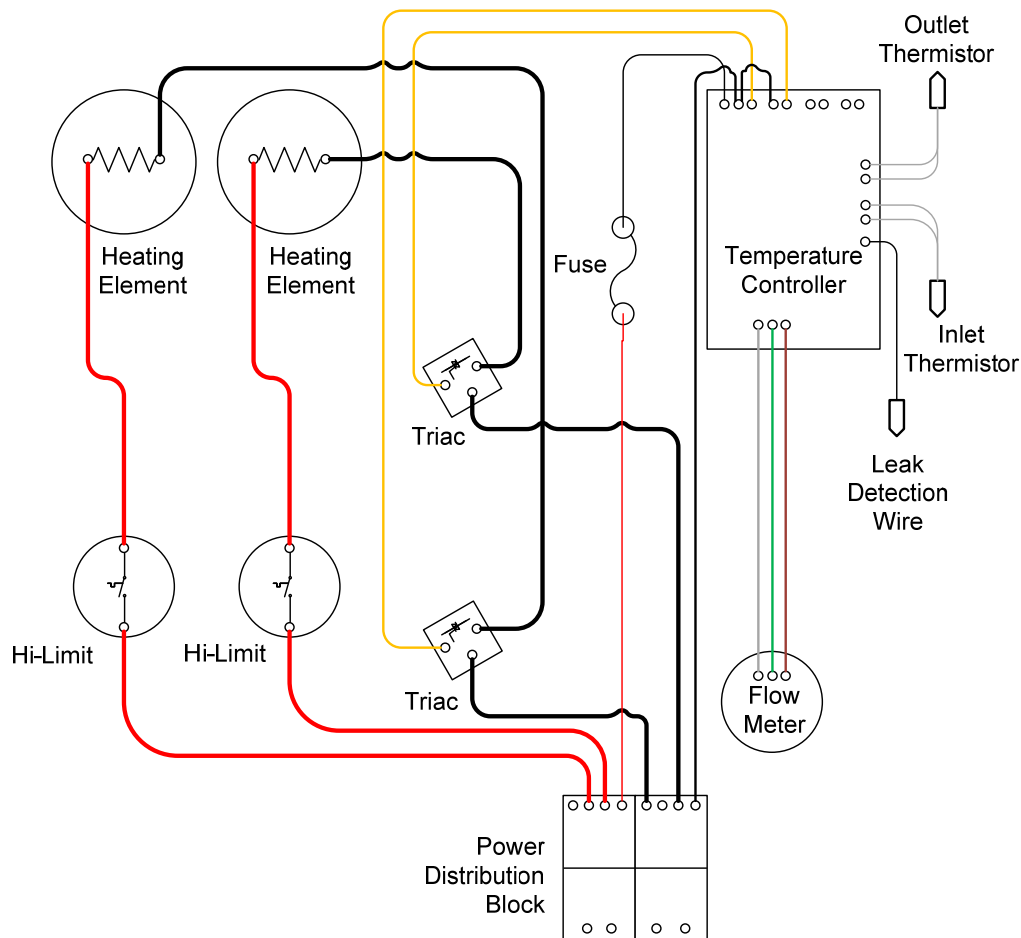 Outlet
Thermistor
Heating
Element
Heating
Element
Fuse
Temperature
Controller
Inlet
Thermistor
Triac
Leak
Detection
Wire
Hi-Limit
Hi-Limit
Triac
Flow
Meter
Power
Distribution
Block